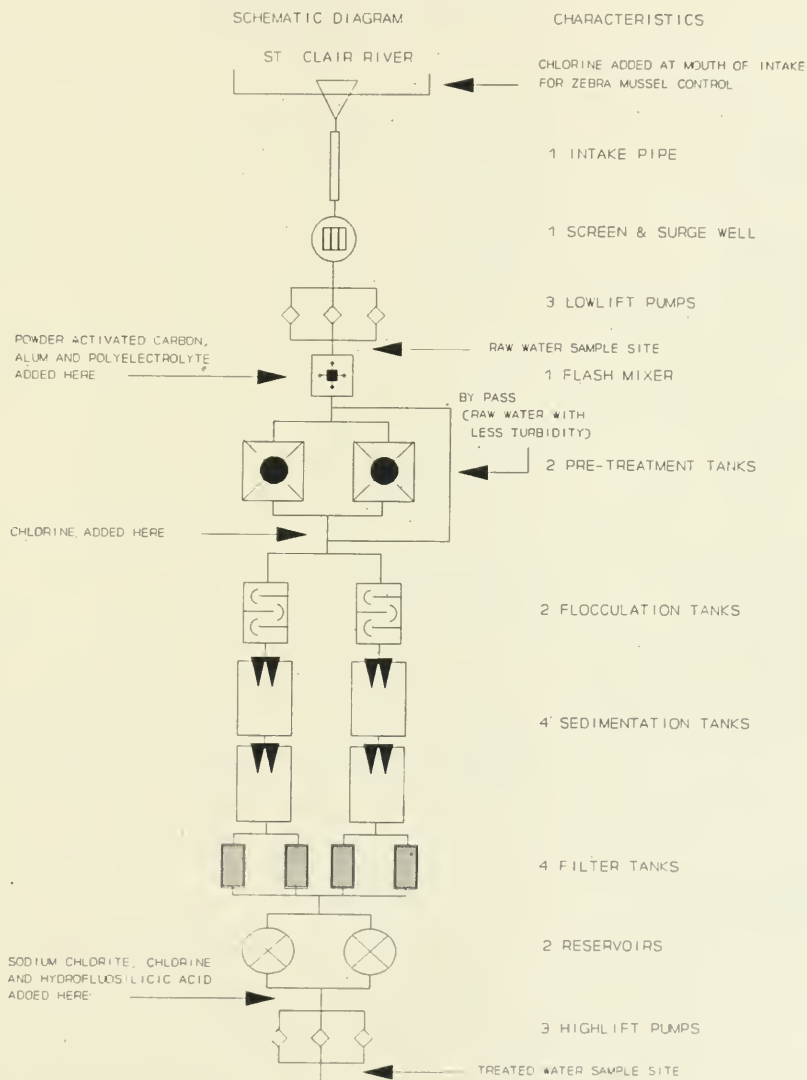 SCHEMATIC DIAGRAM
CHARACTERISTICS
ST CLAIR RIVER
CHLORINE ADDED AT MOUTH OF INTAKE
FOR ZEBRA MUSSEL CONTROL
1 INTAKE PIPE
1 SCREEN & SURGE WELL
3 LOWLIFT PUMPS
POWDER ACTIVATED CARBON,
ALUM AND POLYELECTROLYTE
ADDED HERE
RAW WATER SAMPLE SITE
1 FLASH MIXER
BY PASS
(RAW WATER WITH
LESS TURBIDITY)
2 PRE-TREATMENT TANKS
CHLORINE ADDED HERE
2 FLOCCULATION TANKS
4 SEDIMENTATION TANKS
4 FILTER TANKS
2 RESERVOIRS
SODIUM CHLORITE, CHLORINE
AND HYDROFLUOSILICIC ACID
ADDED HERE
3 HIGHLIFT PUMPS
TREATED WATER SAMPLE SITE